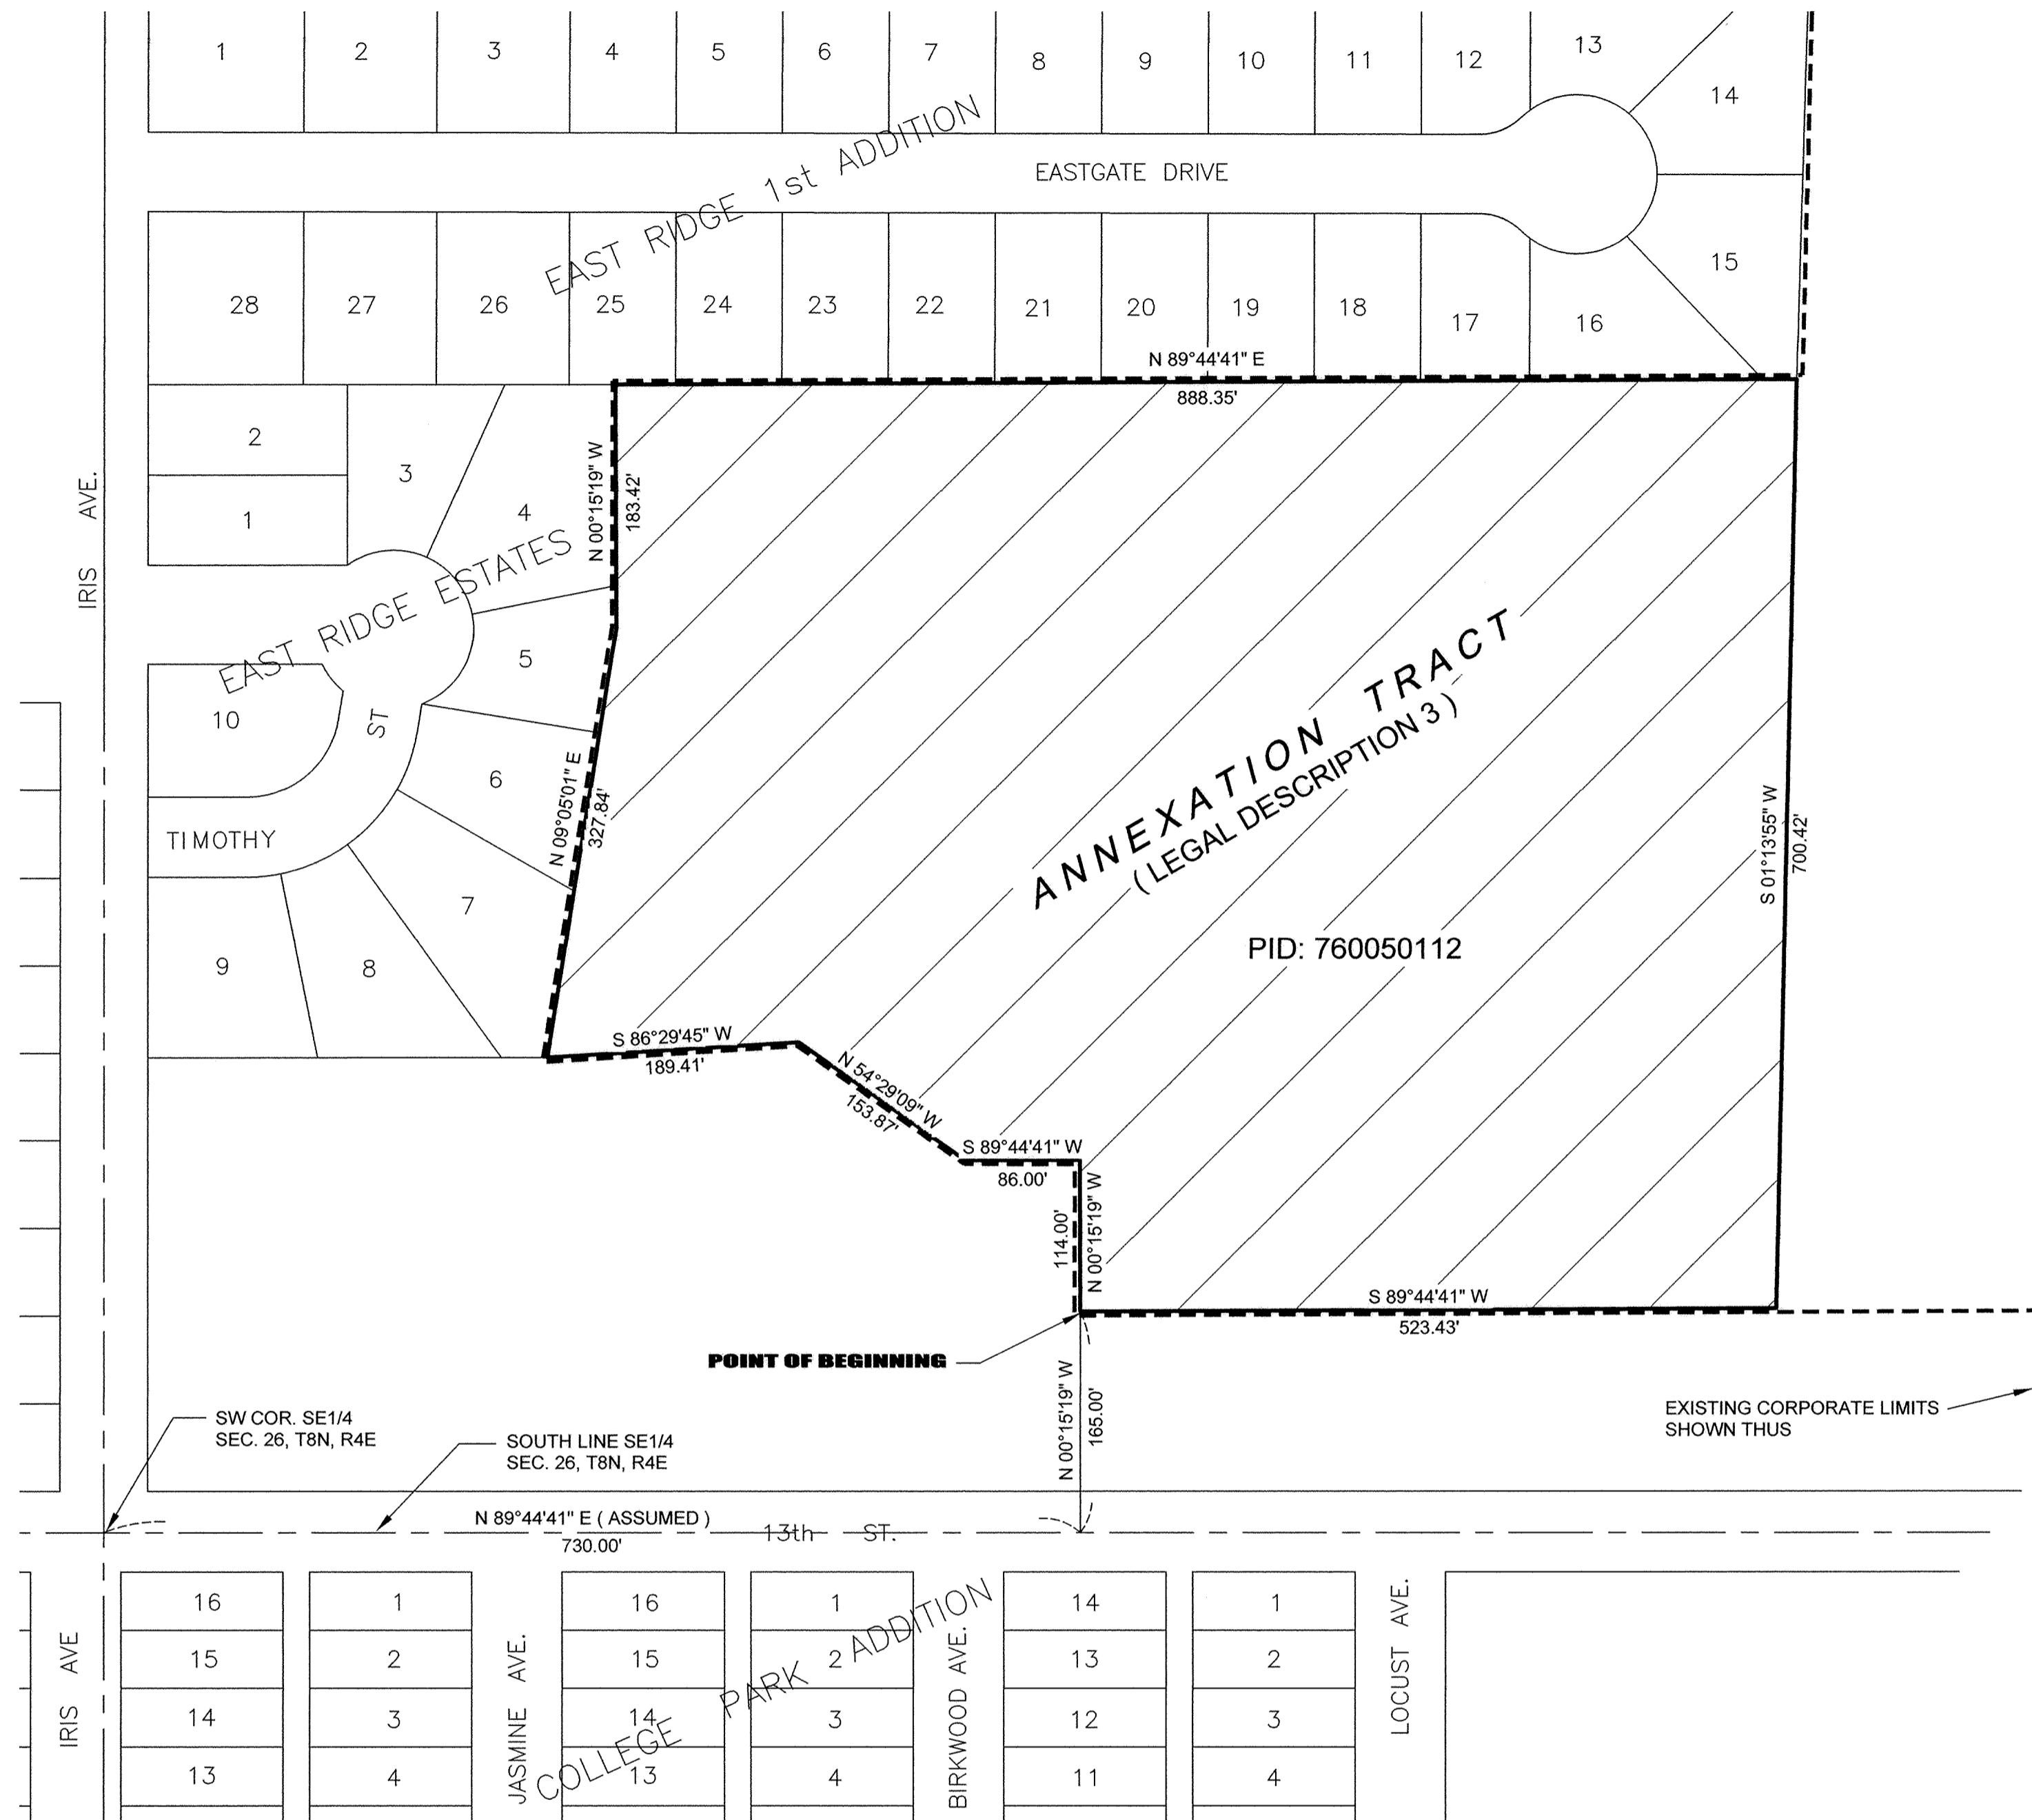 1 2 3 4 5 6 7 8 9 10 11 12 13
14
EAST RIDGE 1st ADDITION
EASTGATE DRIVE
15
28 27 26 25 24 23 22 21 20 19 18 17 16
N 89°44'41" E
888.35'
2
3
1
4
IRIS AVE.
N 00°15'19" W
183.42'
EAST RIDGE ESTATES
5
10
ST
6
TIMOTHY
N 09°05'01" E
327.84'
7
9
8
ANNEXATION TRACT
( LEGAL DESCRIPTION 3 )
PID: 760050112
S 01°13'55" W
700.42'
S 86°29'45" W
189.41'
N 54°29'09" W
153.87'
S 89°44'41" W
86.00'
114.00'
N 00°15'19" W
S 89°44'41" W
523.43'
POINT OF BEGINNING
N 00°15'19" W
165.00'
EXISTING CORPORATE LIMITS
SHOWN THUS
SW COR. SE1/4
SEC. 26, T8N, R4E
SOUTH LINE SE1/4
SEC. 26, T8N, R4E
N 89°44'41" E ( ASSUMED )
730.00'
13th ST.
16 1 16 1 14 1
15 2 15 2 13 2
14 3 14 3 12 3
13 4 13 4 11 4
IRIS AVE
JASMINE AVE.
COLLEGE PARK ADDITION
BIRKWOOD AVE.
LOCUST AVE.